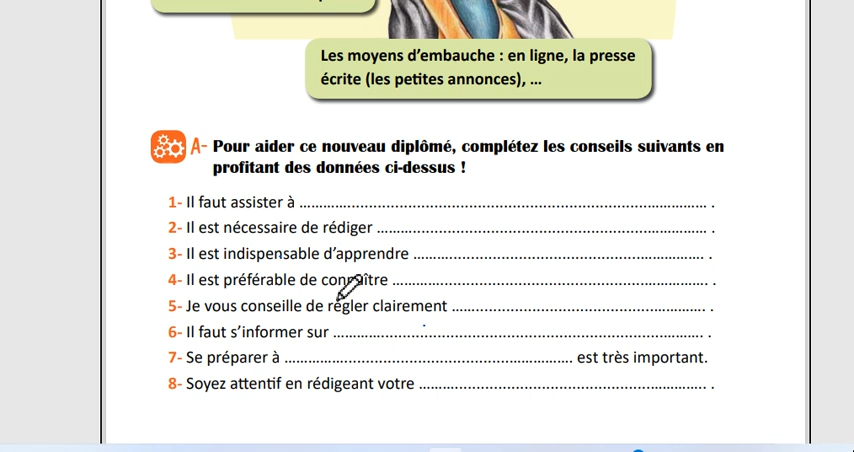 Les moyens d'embauche : en ligne, la presse
écrite (les petites annonces), ...
A- Pour aider ce nouveau diplômé, complétez les conseils suivants en
profitant des données ci-dessus !
1- Il faut assister à ........................................................................ .
2- Il est nécessaire de rédiger ........................................................................ .
3- Il est indispensable d'apprendre ........................................................................ .
4- Il est préférable de connaître ........................................................................ .
5- Je vous conseille de régler clairement ........................................................................ .
6- Il faut s'informer sur ........................................................................ .
7- Se préparer à ........................................................................ est très important.
8- Soyez attentif en rédigeant votre ........................................................................ .